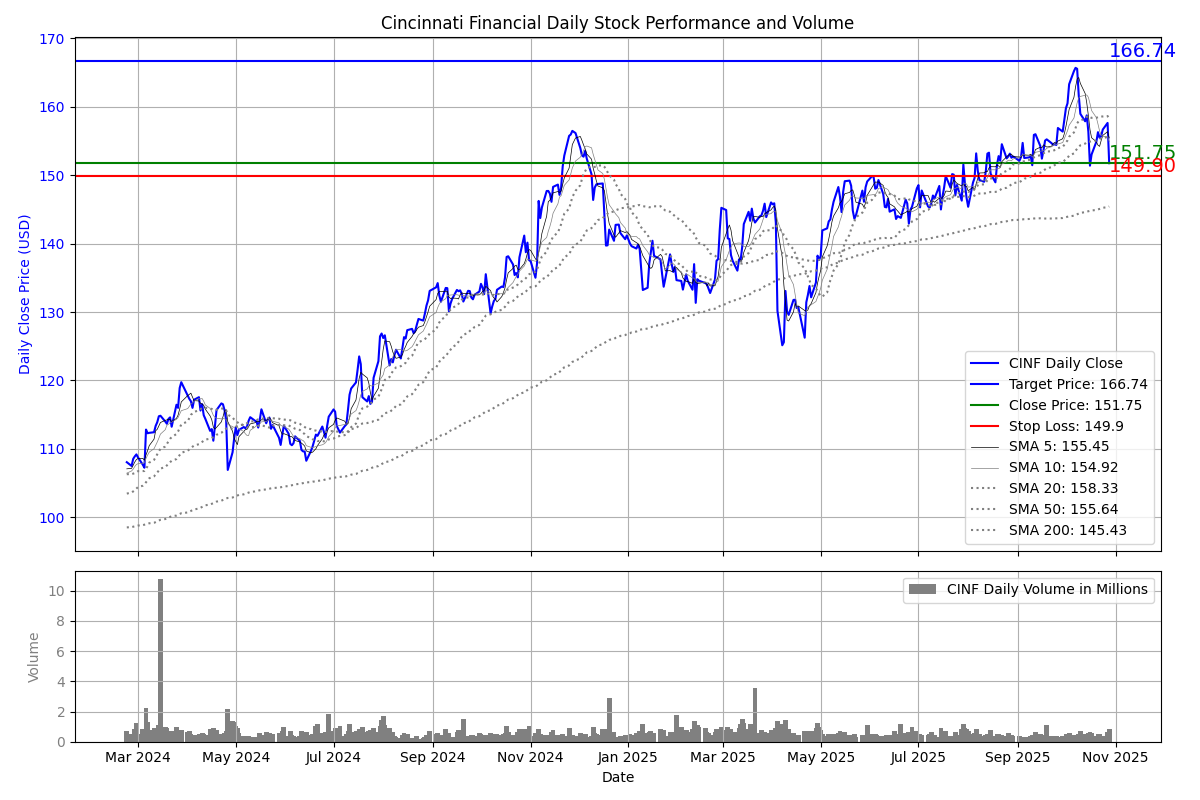 Cincinnati Financial Daily Stock Performance and Volume
170
160
150
140
130
120
110
100
Daily Close Price (USD)
166.74
151.75
149.90
CINF Daily Close
Target Price: 166.74
Close Price: 151.75
Stop Loss: 149.9
SMA 5: 155.45
SMA 10: 154.92
SMA 20: 158.33
SMA 50: 155.64
SMA 200: 145.43
10
8
6
4
2
0
Volume
CINF Daily Volume in Millions
Mar 2024 May 2024 Jul 2024 Sep 2024 Nov 2024 Jan 2025 Mar 2025 May 2025 Jul 2025 Sep 2025 Nov 2025
Date